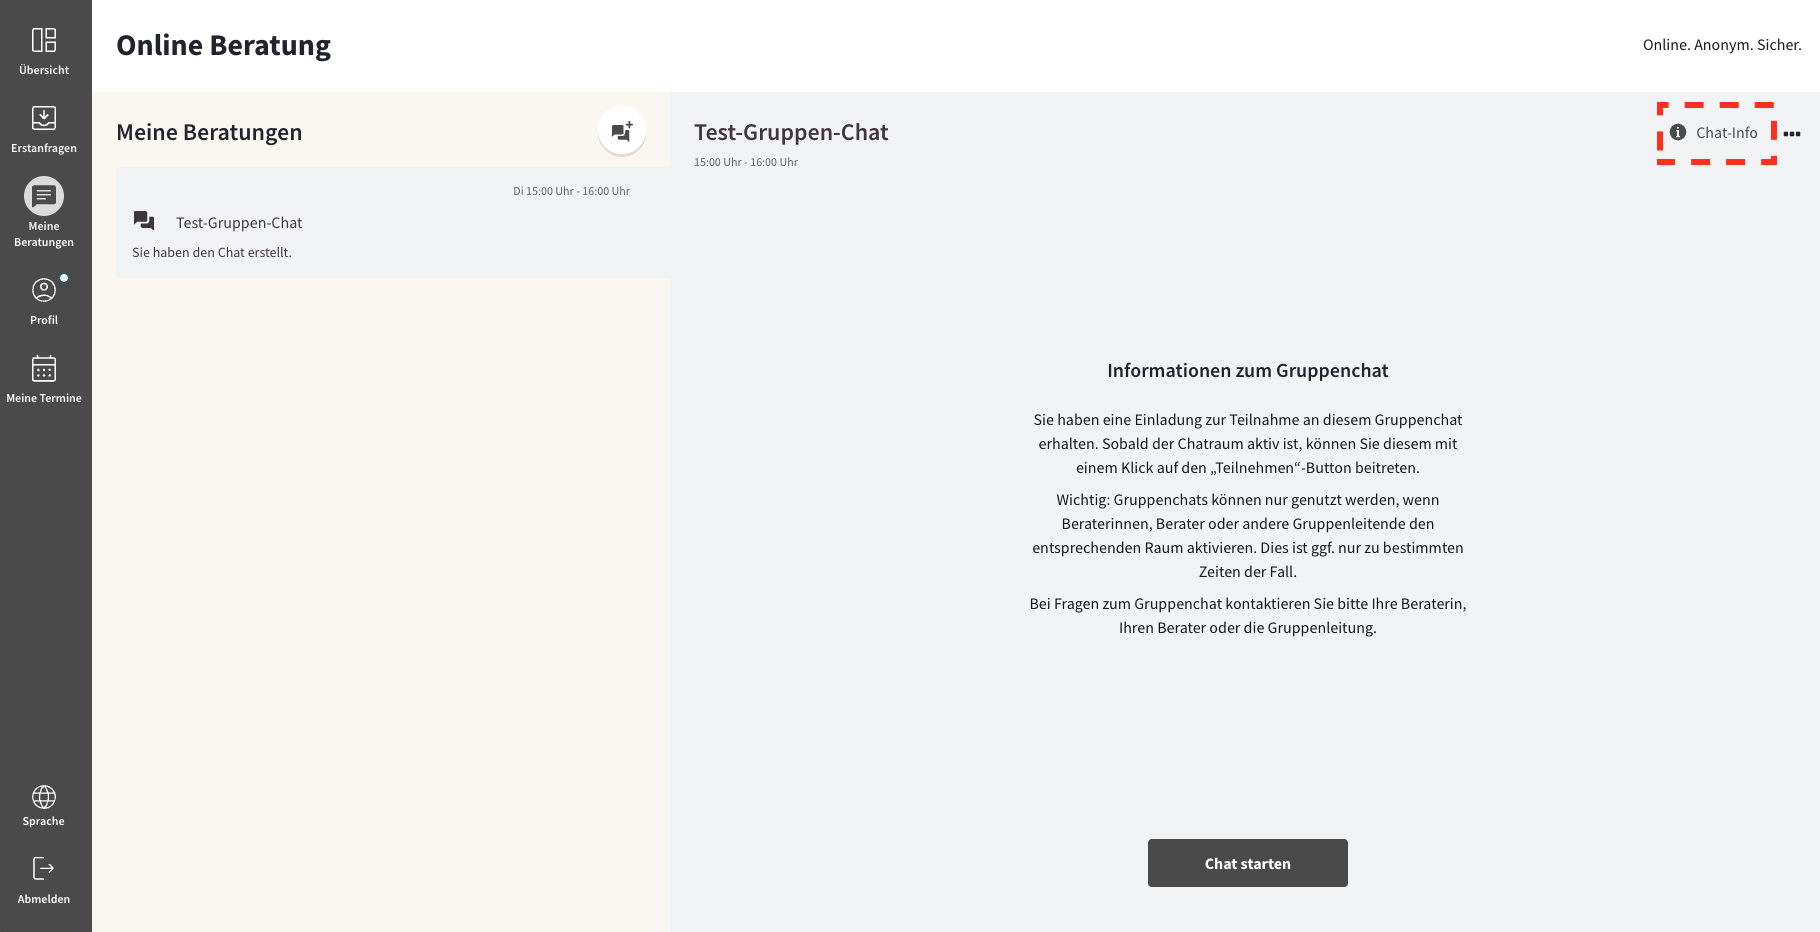 Übersicht
Erstanfragen
Meine
Beratungen
Profil
Meine Termine
Sprache
Abmelden
Online Beratung
Online. Anonym. Sicher.
Meine Beratungen
Di 15:00 Uhr - 16:00 Uhr
Test-Gruppen-Chat
Sie haben den Chat erstellt.
Test-Gruppen-Chat
15:00 Uhr - 16:00 Uhr
Chat-Info
Informationen zum Gruppenchat
Sie haben eine Einladung zur Teilnahme an diesem Gruppenchat
erhalten. Sobald der Chatraum aktiv ist, können Sie diesem mit
einem Klick auf den „Teilnehmen“-Button beitreten.
Wichtig: Gruppenchats können nur genutzt werden, wenn
Beraterinnen, Berater oder andere Gruppenleitende den
entsprechenden Raum aktivieren. Dies ist ggf. nur zu bestimmten
Zeiten der Fall.
Bei Fragen zum Gruppenchat kontaktieren Sie bitte Ihre Beraterin,
Ihren Berater oder die Gruppenleitung.
Chat starten